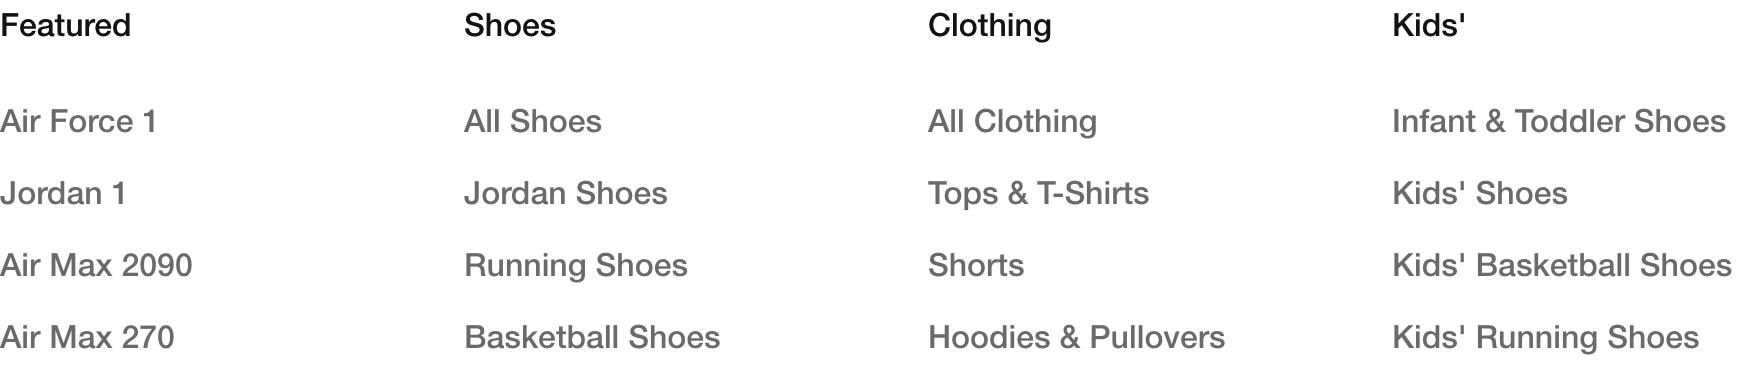 Featured
Air Force 1
Jordan 1
Air Max 2090
Air Max 270
Shoes
All Shoes
Jordan Shoes
Running Shoes
Basketball Shoes
Clothing
All Clothing
Tops & T-Shirts
Shorts
Hoodies & Pullovers
Kids'
Infant & Toddler Shoes
Kids' Shoes
Kids' Basketball Shoes
Kids' Running Shoes